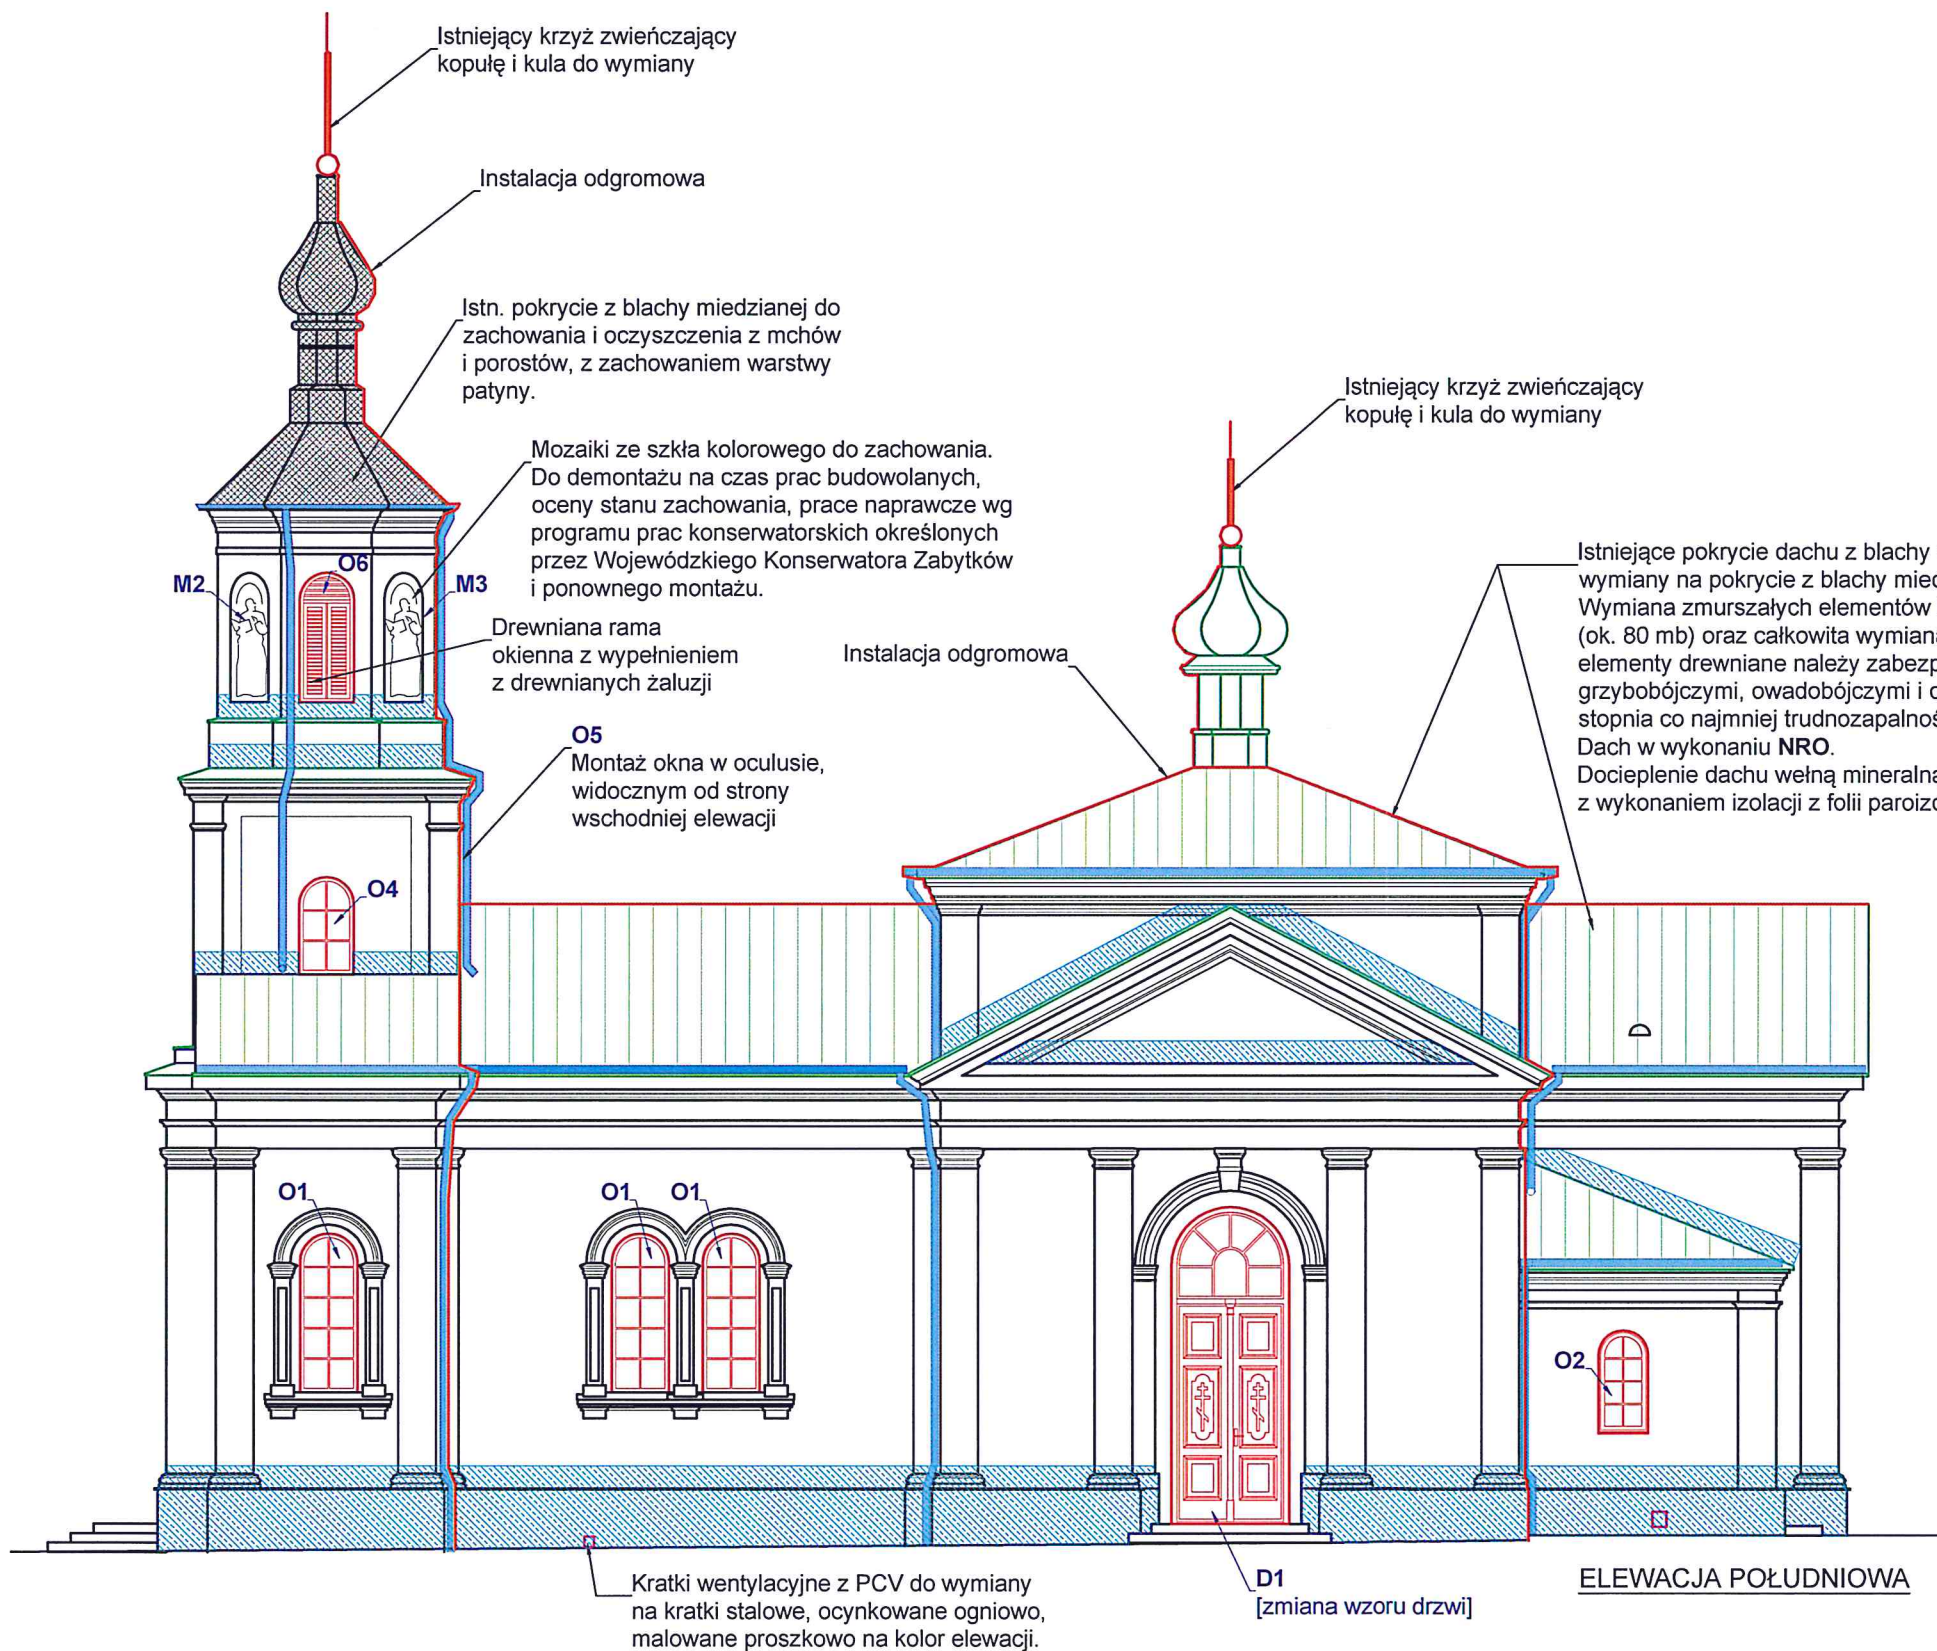 Istniejący krzyż zwieńczający
kopułę i kula do wymiany
Instalacja odgromowa
Istn. pokrycie z blachy miedzianej do
zachowania i oczyszczenia z mchów
i porostów, z zachowaniem warstwy
patyny.
Mozaiki ze szkła kolorowego do zachowania.
Do demontażu na czas prac budowolanych,
oceny stanu zachowania, prace naprawcze wg
programu prac konserwatorskich określonych
przez Wojewódzkiego Konserwatora Zabytków
i ponownego montażu.
Istniejący krzyż zwieńczający
kopułę i kula do wymiany
Istniejące pokrycie dachu z blachy
wymiany na pokrycie z blachy
Wymiana zmurszałych elementów
(ok. 80 mb) oraz całkowita
elementy drewniane należy
grzybobójczymi, owadobójczymi i
stopnia co najmniej
Dach w wykonaniu NRO.
Docieplenie dachu wełną
z wykonaniem izolacji z folii
M2
O6
M3
Drewniana rama
okienna z wypełnieniem
z drewnianych żaluzji
Instalacja odgromowa
O5
Montaż okna w oculusie,
widocznym od strony
wschodniej elewacji
O4
O1
O1
O1
O2
Kratki wentylacyjne z PCV do wymiany
na kratki stalowe, ocynkowane ogniowo,
malowane proszkowo na kolor elewacji.
D1
[zmiana wzoru drzwi]
ELEWACJA POŁUDNIOWA